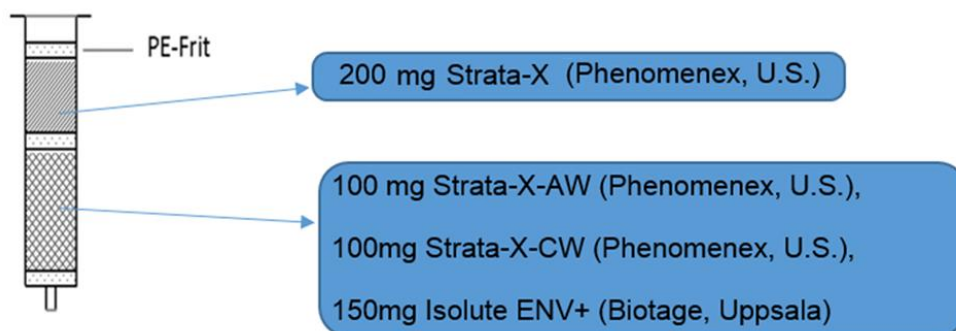 PE-Frit
200 mg Strata-X (Phenomenex, U.S.)
100 mg Strata-X-AW (Phenomenex, U.S.),
100mg Strata-X-CW (Phenomenex, U.S.),
150mg Isolute ENV+ (Biotage, Uppsala)